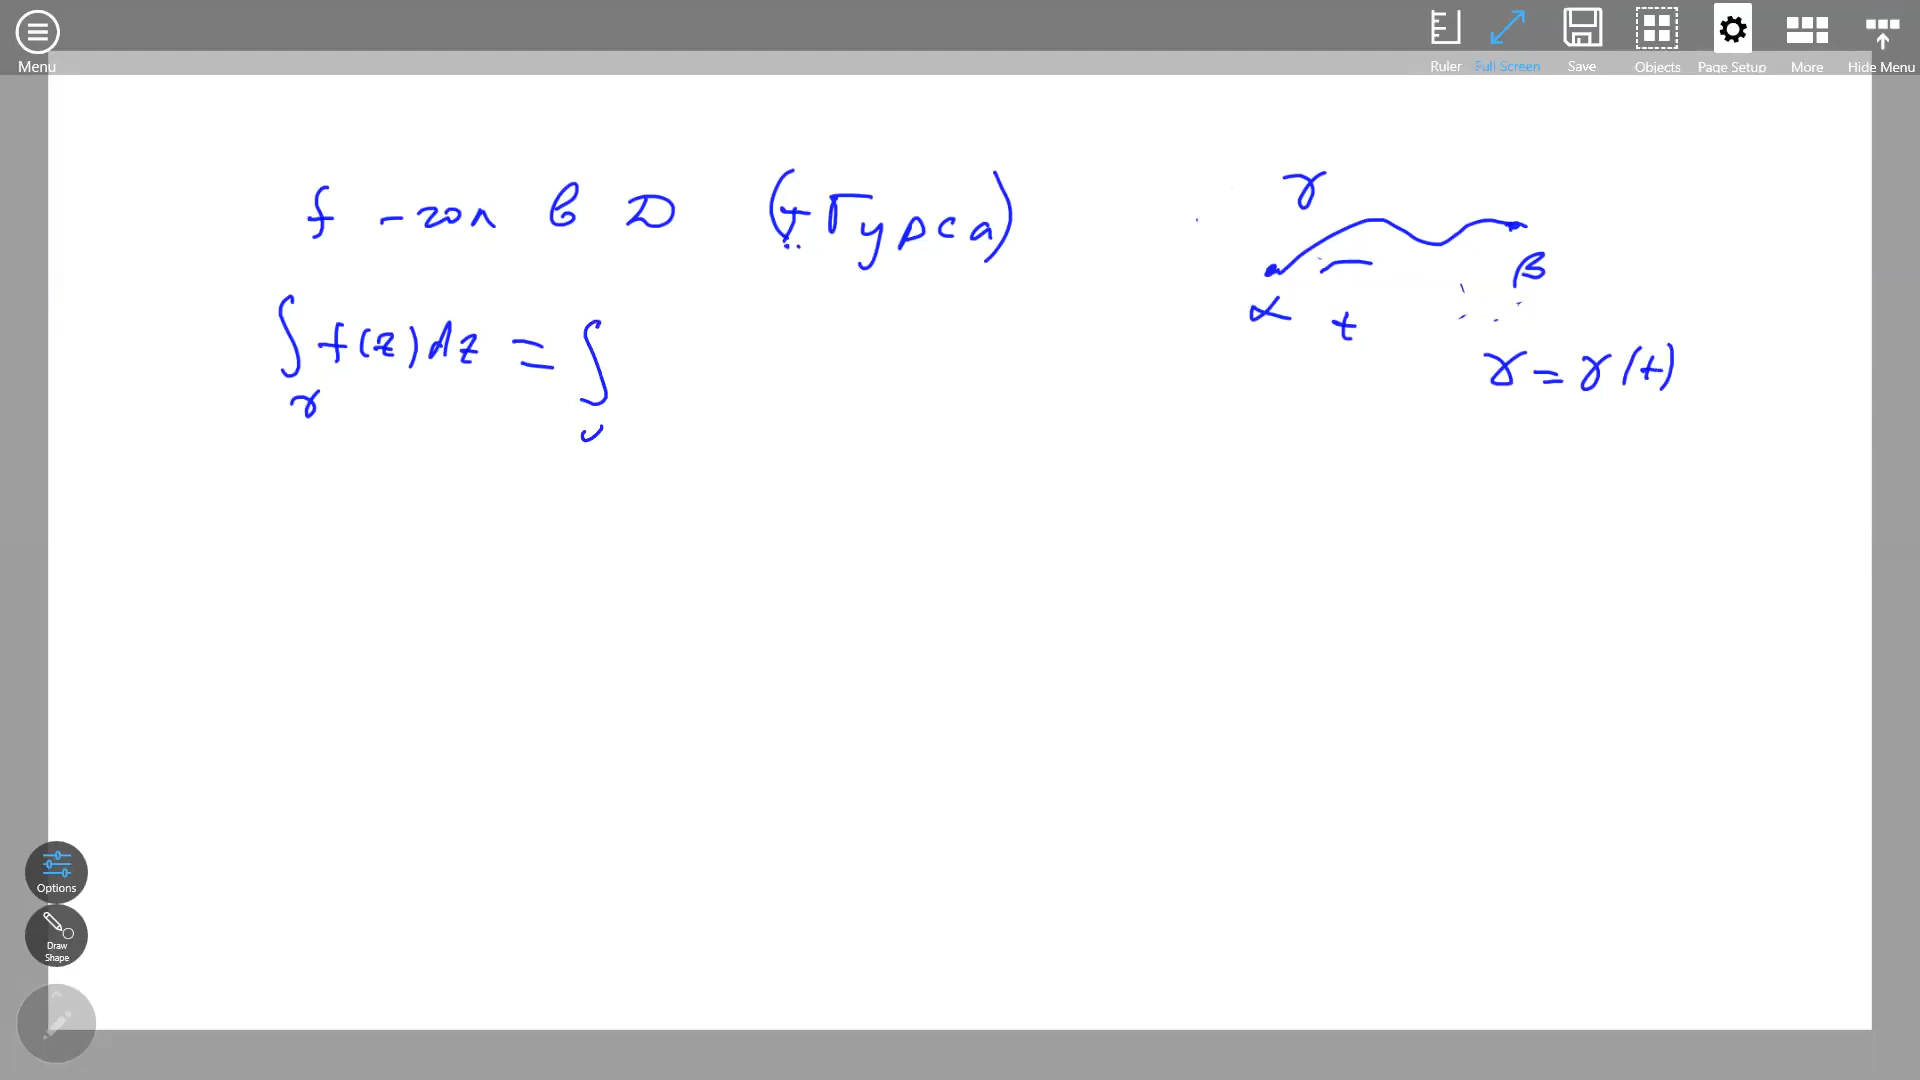 Menu
Ruler
Full Screen
Save
Objects
Page Setup
More
Hide Menu
f - гол в D (т. Гурса)
γ
α
β
t
γ = γ(t)
∫γ f(z)dz = ∫
Options
Draw
Shape